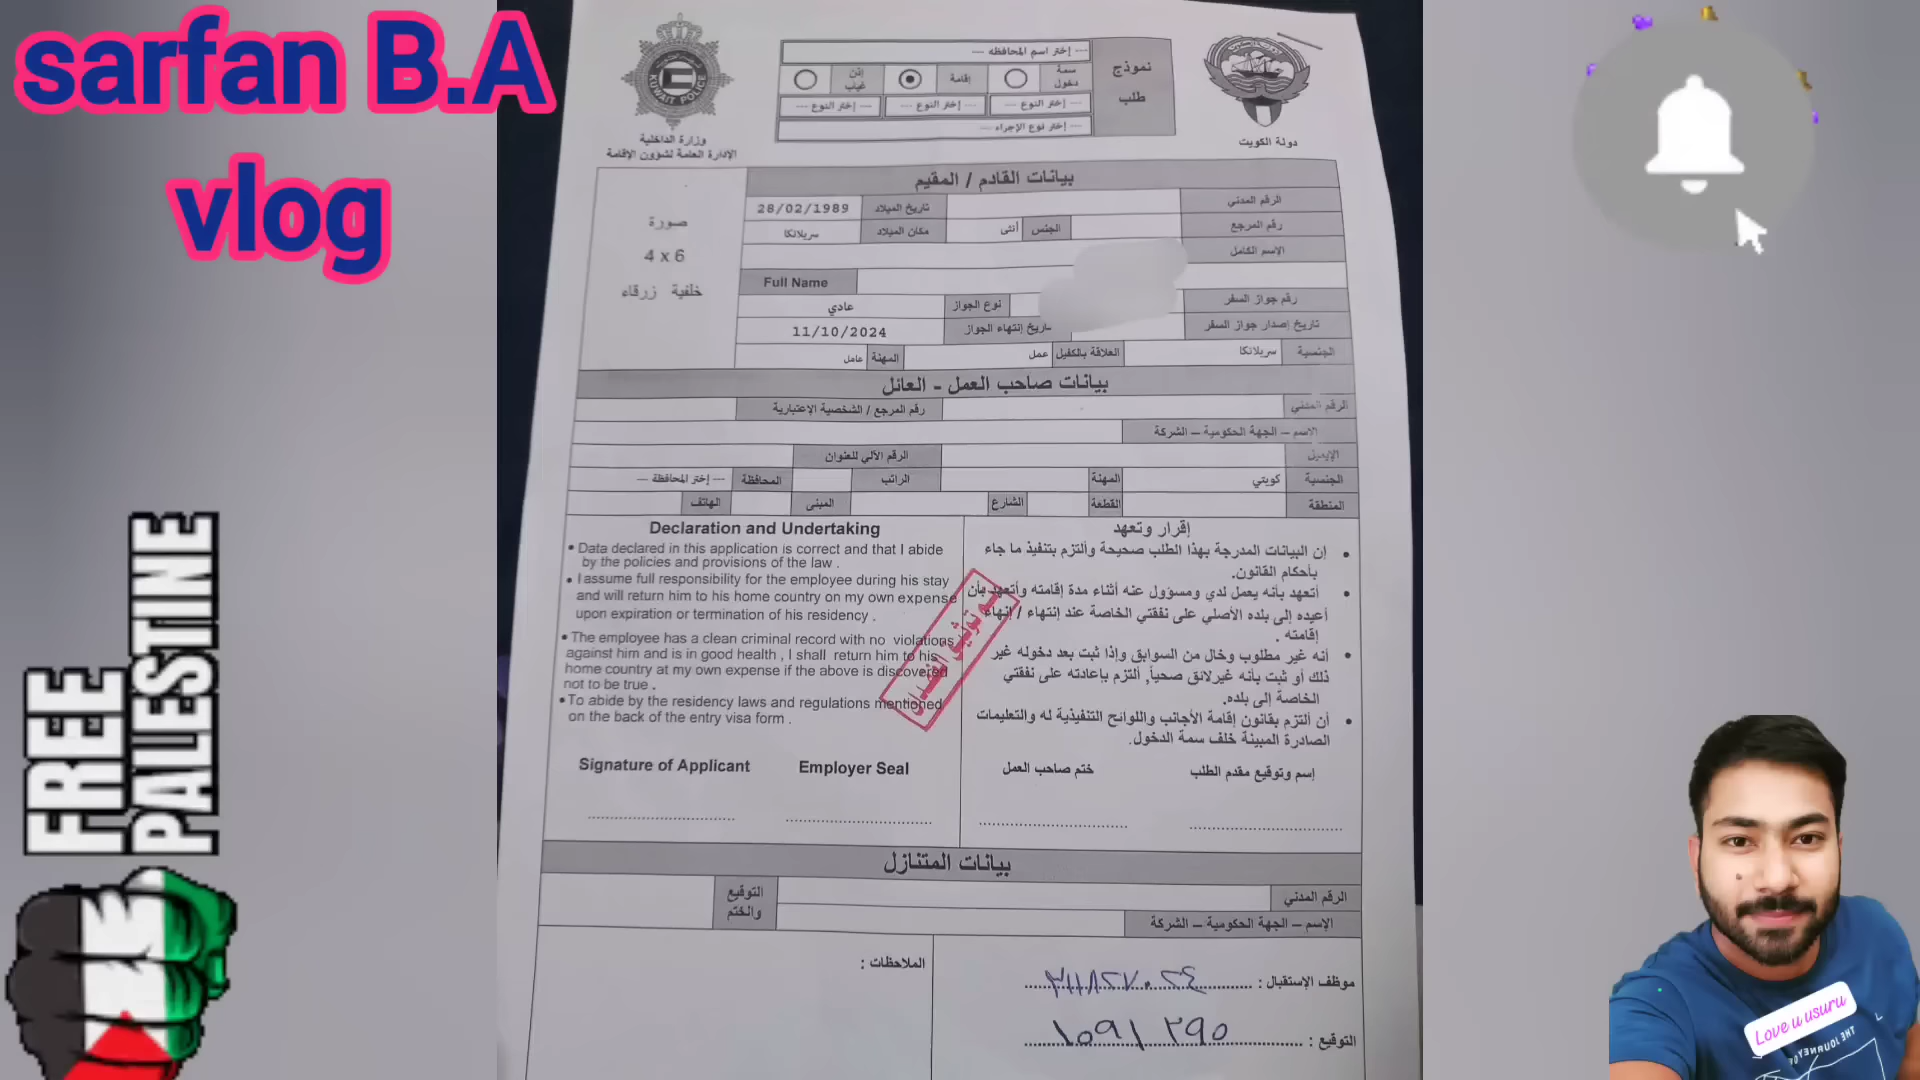 sarfan B.A
vlog
FREE
PALESTINE
KUWAIT POLICE
وزارة الداخلية
الإدارة العامة لشؤون الإقامة
--- إختر اسم المحافظه ---
سمة دخول
إقامة
إذن غياب
--- إختر النوع ---
--- إختر النوع ---
--- إختر النوع ---
--- إختر نوع الإجراء ---
نموذج
طلب
دولة الكويت
صورة
4 x 6
خلفية زرقاء
بيانات القادم / المقيم
الرقم المدني
تاريخ الميلاد 28/02/1989
رقم المرجع
الجنس أنثى
مكان الميلاد سريلانكا
الإسم الكامل
Full Name
رقم جواز السفر
نوع الجواز عادي
تاريخ إصدار جواز السفر
تاريخ إنتهاء الجواز 11/10/2024
الجنسية سريلانكا العلاقة بالكفيل عمل المهنة عامل
بيانات صاحب العمل - العائل
الرقم المدني رقم المرجع / الشخصية الإعتبارية
الإسم – الجهة الحكومية – الشركة
الإيميل الرقم الآلي للعنوان
الجنسية كويتي المهنة الراتب المحافظة --- إختر المحافظة ---
المنطقة القطعة الشارع المبنى الهاتف
Declaration and Undertaking
• Data declared in this application is correct and that I abide
by the policies and provisions of the law .
• I assume full responsibility for the employee during his stay
and will return him to his home country on my own expense
upon expiration or termination of his residency .
• The employee has a clean criminal record with no violations
against him and is in good health , I shall return him to his
home country at my own expense if the above is discovered
not to be true .
• To abide by the residency laws and regulations mentioned
on the back of the entry visa form .
Signature of Applicant Employer Seal
إقرار وتعهد
• إن البيانات المدرجة بهذا الطلب صحيحة وألتزم بتنفيذ ما جاء
بأحكام القانون.
• أتعهد بأنه يعمل لدي ومسؤول عنه أثناء مدة إقامته وأتعهد بأن
أعيده إلى بلده الأصلي على نفقتي الخاصة عند إنتهاء / إنهاء
إقامته .
• أنه غير مطلوب وخال من السوابق وإذا ثبت بعد دخوله غير
ذلك أو ثبت بأنه غيرلائق صحياً, ألتزم بإعادته على نفقتي
الخاصة إلى بلده.
• أن ألتزم بقانون إقامة الأجانب واللوائح التنفيذية له والتعليمات
الصادرة المبينة خلف سمة الدخول.
إسم وتوقيع مقدم الطلب ختم صاحب العمل
بيانات المتنازل
الرقم المدني
الإسم – الجهة الحكومية – الشركة
التوقيع
والختم
موظف الإستقبال :
التوقيع : ١٥٩١٢٩٥
الملاحظات :
Love u usuru